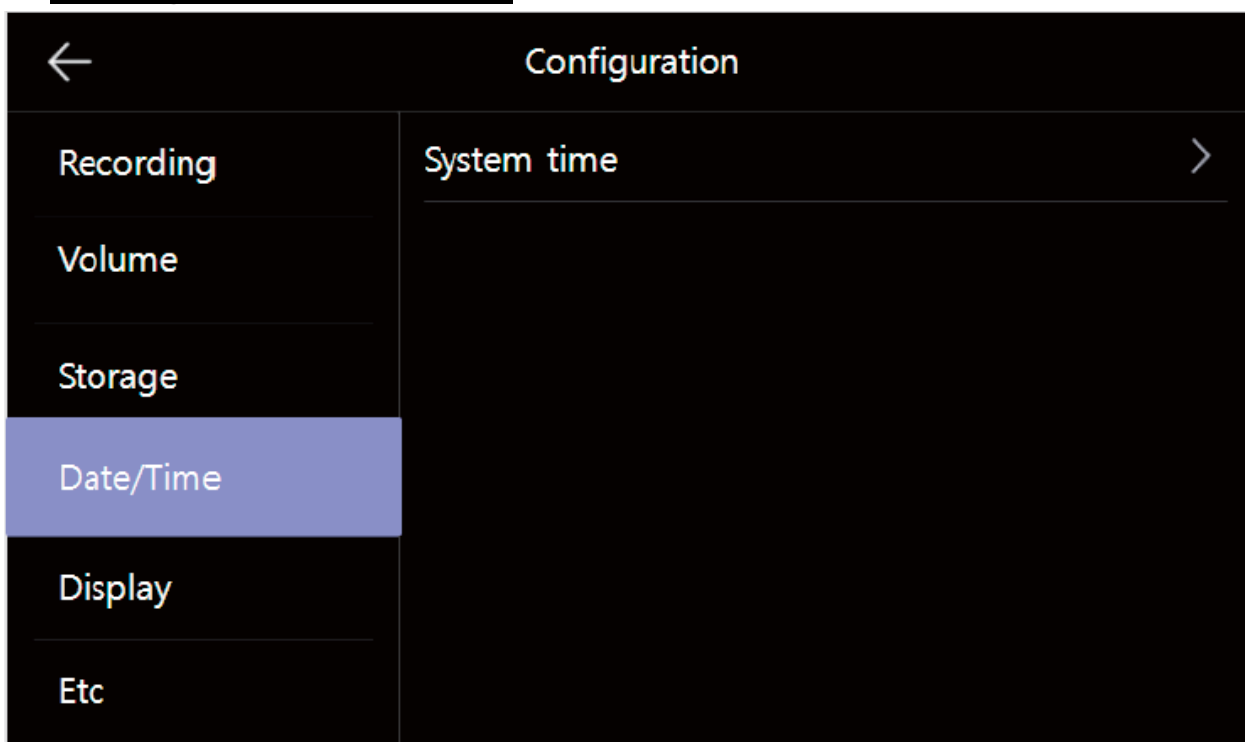 Configuration
Recording
Volume
Storage
Date/Time
Display
Etc
System time